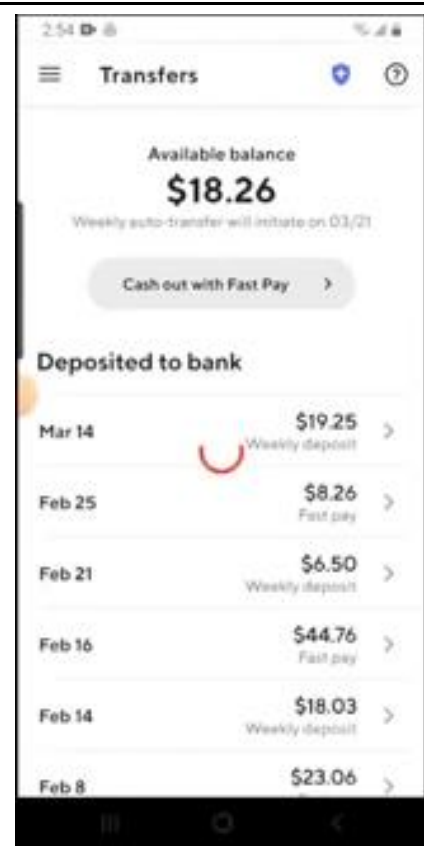 2:54
Transfers
Available balance
$18.26
Weekly auto-transfer will initiate on 03/21
Cash out with Fast Pay
Deposited to bank
Mar 14 $19.25
Weekly deposit
Feb 25 $8.26
Fast pay
Feb 21 $6.50
Weekly deposit
Feb 16 $44.76
Fast pay
Feb 14 $18.03
Weekly deposit
Feb 8 $23.06